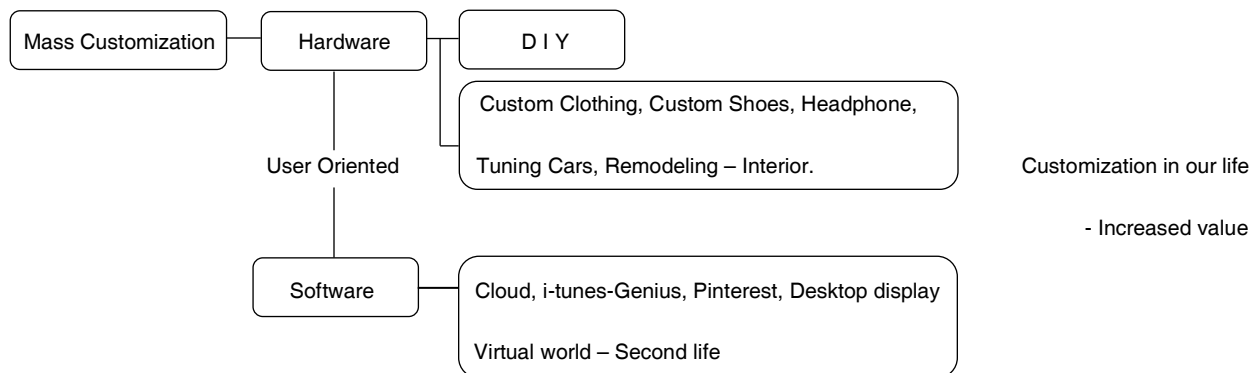 Mass Customization
Hardware
D I Y
Custom Clothing, Custom Shoes, Headphone,
Tuning Cars, Remodeling – Interior.
User Oriented
Customization in our life
- Increased value
Software
Cloud, i-tunes-Genius, Pinterest, Desktop display
Virtual world – Second life